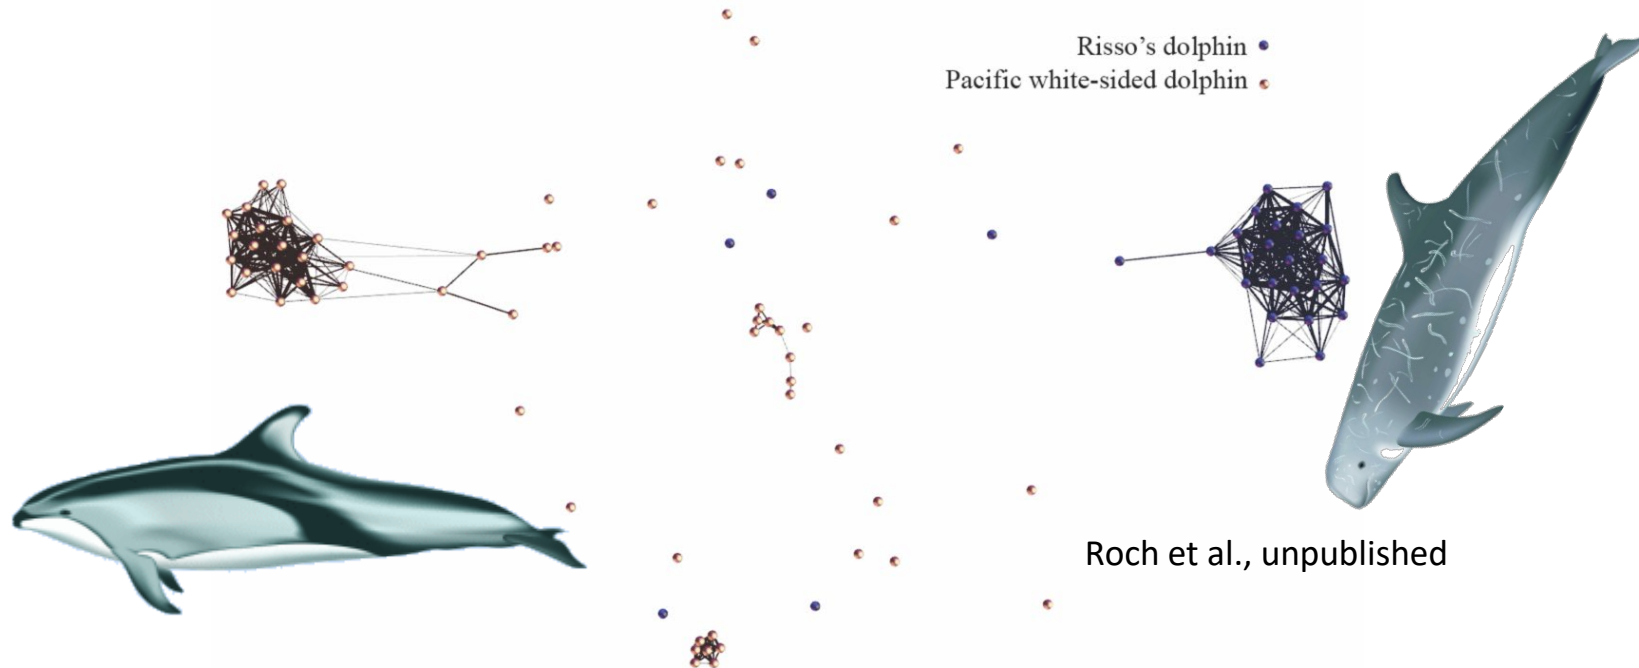 Risso's dolphin
Pacific white-sided dolphin
Roch et al., unpublished